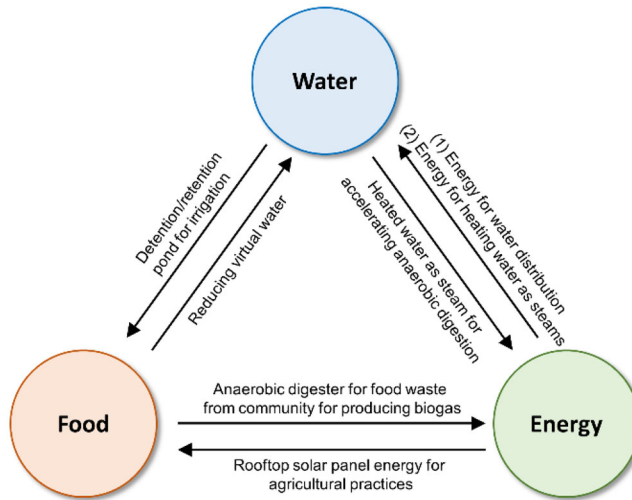 Water
Detention/retention
pond for irrigation
Reducing virtual water
Heated water as steam for
accelerating anaerobic digestion
(1) Energy for water distribution
(2) Energy for heating water as steams
Food
Anaerobic digester for food waste
from community for producing biogas
Rooftop solar panel energy for
agricultural practices
Energy